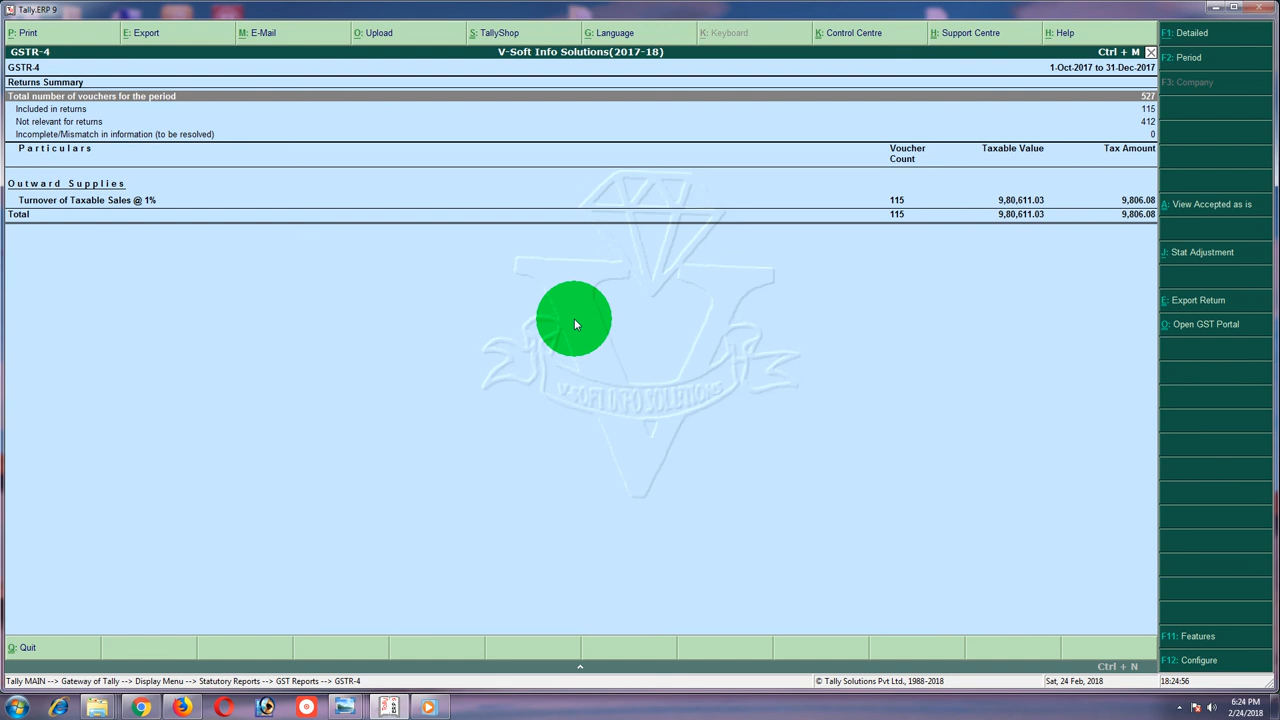 Tally.ERP 9
P: Print
E: Export
M: E-Mail
O: Upload
S: TallyShop
G: Language
K: Keyboard
K: Control Centre
H: Support Centre
H: Help
F1: Detailed
GSTR-4
V-Soft Info Solutions(2017-18)
Ctrl + M
F2: Period
GSTR-4
1-Oct-2017 to 31-Dec-2017
Returns Summary
F3: Company
Total number of vouchers for the period 527
Included in returns 115
Not relevant for returns 412
Incomplete/Mismatch in information (to be resolved) 0
Particulars Voucher Count Taxable Value Tax Amount
Outward Supplies
Turnover of Taxable Sales @ 1% 115 9,80,611.03 9,806.08
Total 115 9,80,611.03 9,806.08
A: View Accepted as is
J: Stat Adjustment
E: Export Return
O: Open GST Portal
V-SOFT INFO SOLUTIONS
F11: Features
Q: Quit
F12: Configure
Ctrl + N
Tally MAIN --> Gateway of Tally --> Display Menu --> Statutory Reports --> GST Reports --> GSTR-4
© Tally Solutions Pvt Ltd., 1988-2018
Sat, 24 Feb, 2018
18:24:56
6:24 PM
2/24/2018